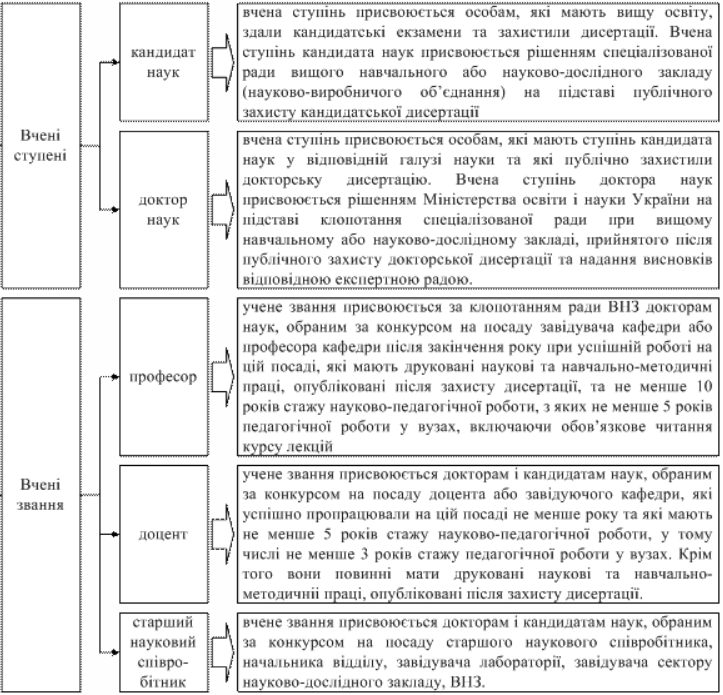 Вчені
ступені
кандидат
наук
вчена ступінь присвоюється особам, які мають вищу освіту,
здали кандидатські екзамени та захистили дисертації. Вчена
ступінь кандидата наук присвоюється рішенням спеціалізованої
ради вищого навчального або науково-дослідного закладу
(науково-виробничого об’єднання) на підставі публічного
захисту кандидатської дисертації
доктор
наук
вчена ступінь присвоюється особам, які мають ступінь кандидата
наук у відповідній галузі науки та які публічно захистили
докторську дисертацію. Вчена ступінь доктора наук
присвоюється рішенням Міністерства освіти і науки України на
підставі клопотання спеціалізованої ради при вищому
навчальному або науково-дослідному закладі, прийнятого після
публічного захисту докторської дисертації та надання висновків
відповідною експертною радою.
Вчені
звання
професор
учене звання присвоюється за клопотанням ради ВНЗ докторам
наук, обраним за конкурсом на посаду завідувача кафедри або
професора кафедри після закінчення року при успішній роботі на
цій посаді, які мають друковані наукові та навчально-методичні
праці, опубліковані після захисту дисертації, та не менше 10
років стажу науково-педагогічної роботи, з яких не менше 5 років
педагогічної роботи у вузах, включаючи обов’язкове читання
курсу лекцій
доцент
учене звання присвоюється докторам і кандидатам наук, обраним
за конкурсом на посаду доцента або завідуючого кафедри, які
успішно пропрацювали на цій посаді не менше року та які мають
не менше 5 років стажу науково-педагогічної роботи, у тому
числі не менше 3 років стажу педагогічної роботи у вузах. Крім
того вони повинні мати друковані наукові та навчально-
методичніі праці, опубліковані після захисту дисертації.
старший
науковий
співро-
бітник
вчене звання присвоюється докторам і кандидатам наук, обраним
за конкурсом на посаду старшого наукового співробітника,
начальника відділу, завідувача лабораторії, завідувача сектору
науково-дослідного закладу, ВНЗ.